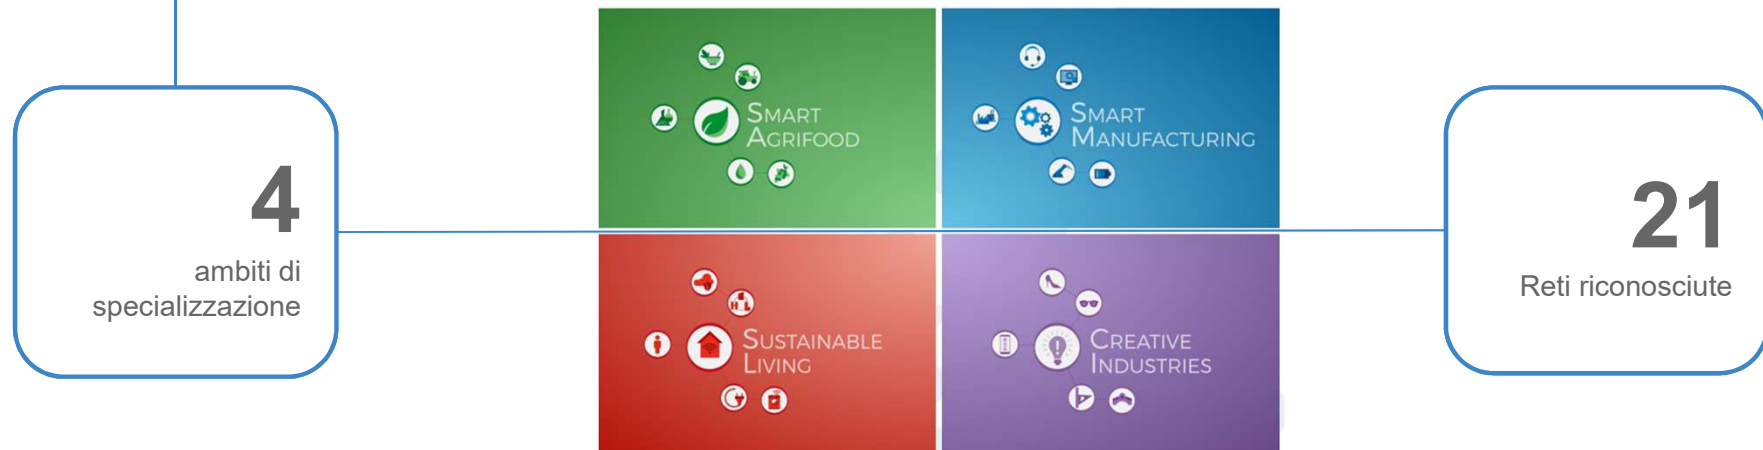 4
ambiti di
specializzazione
SMART
AGRIFOOD
SMART
MANUFACTURING
SUSTAINABLE
LIVING
CREATIVE
INDUSTRIES
21
Reti riconosciute